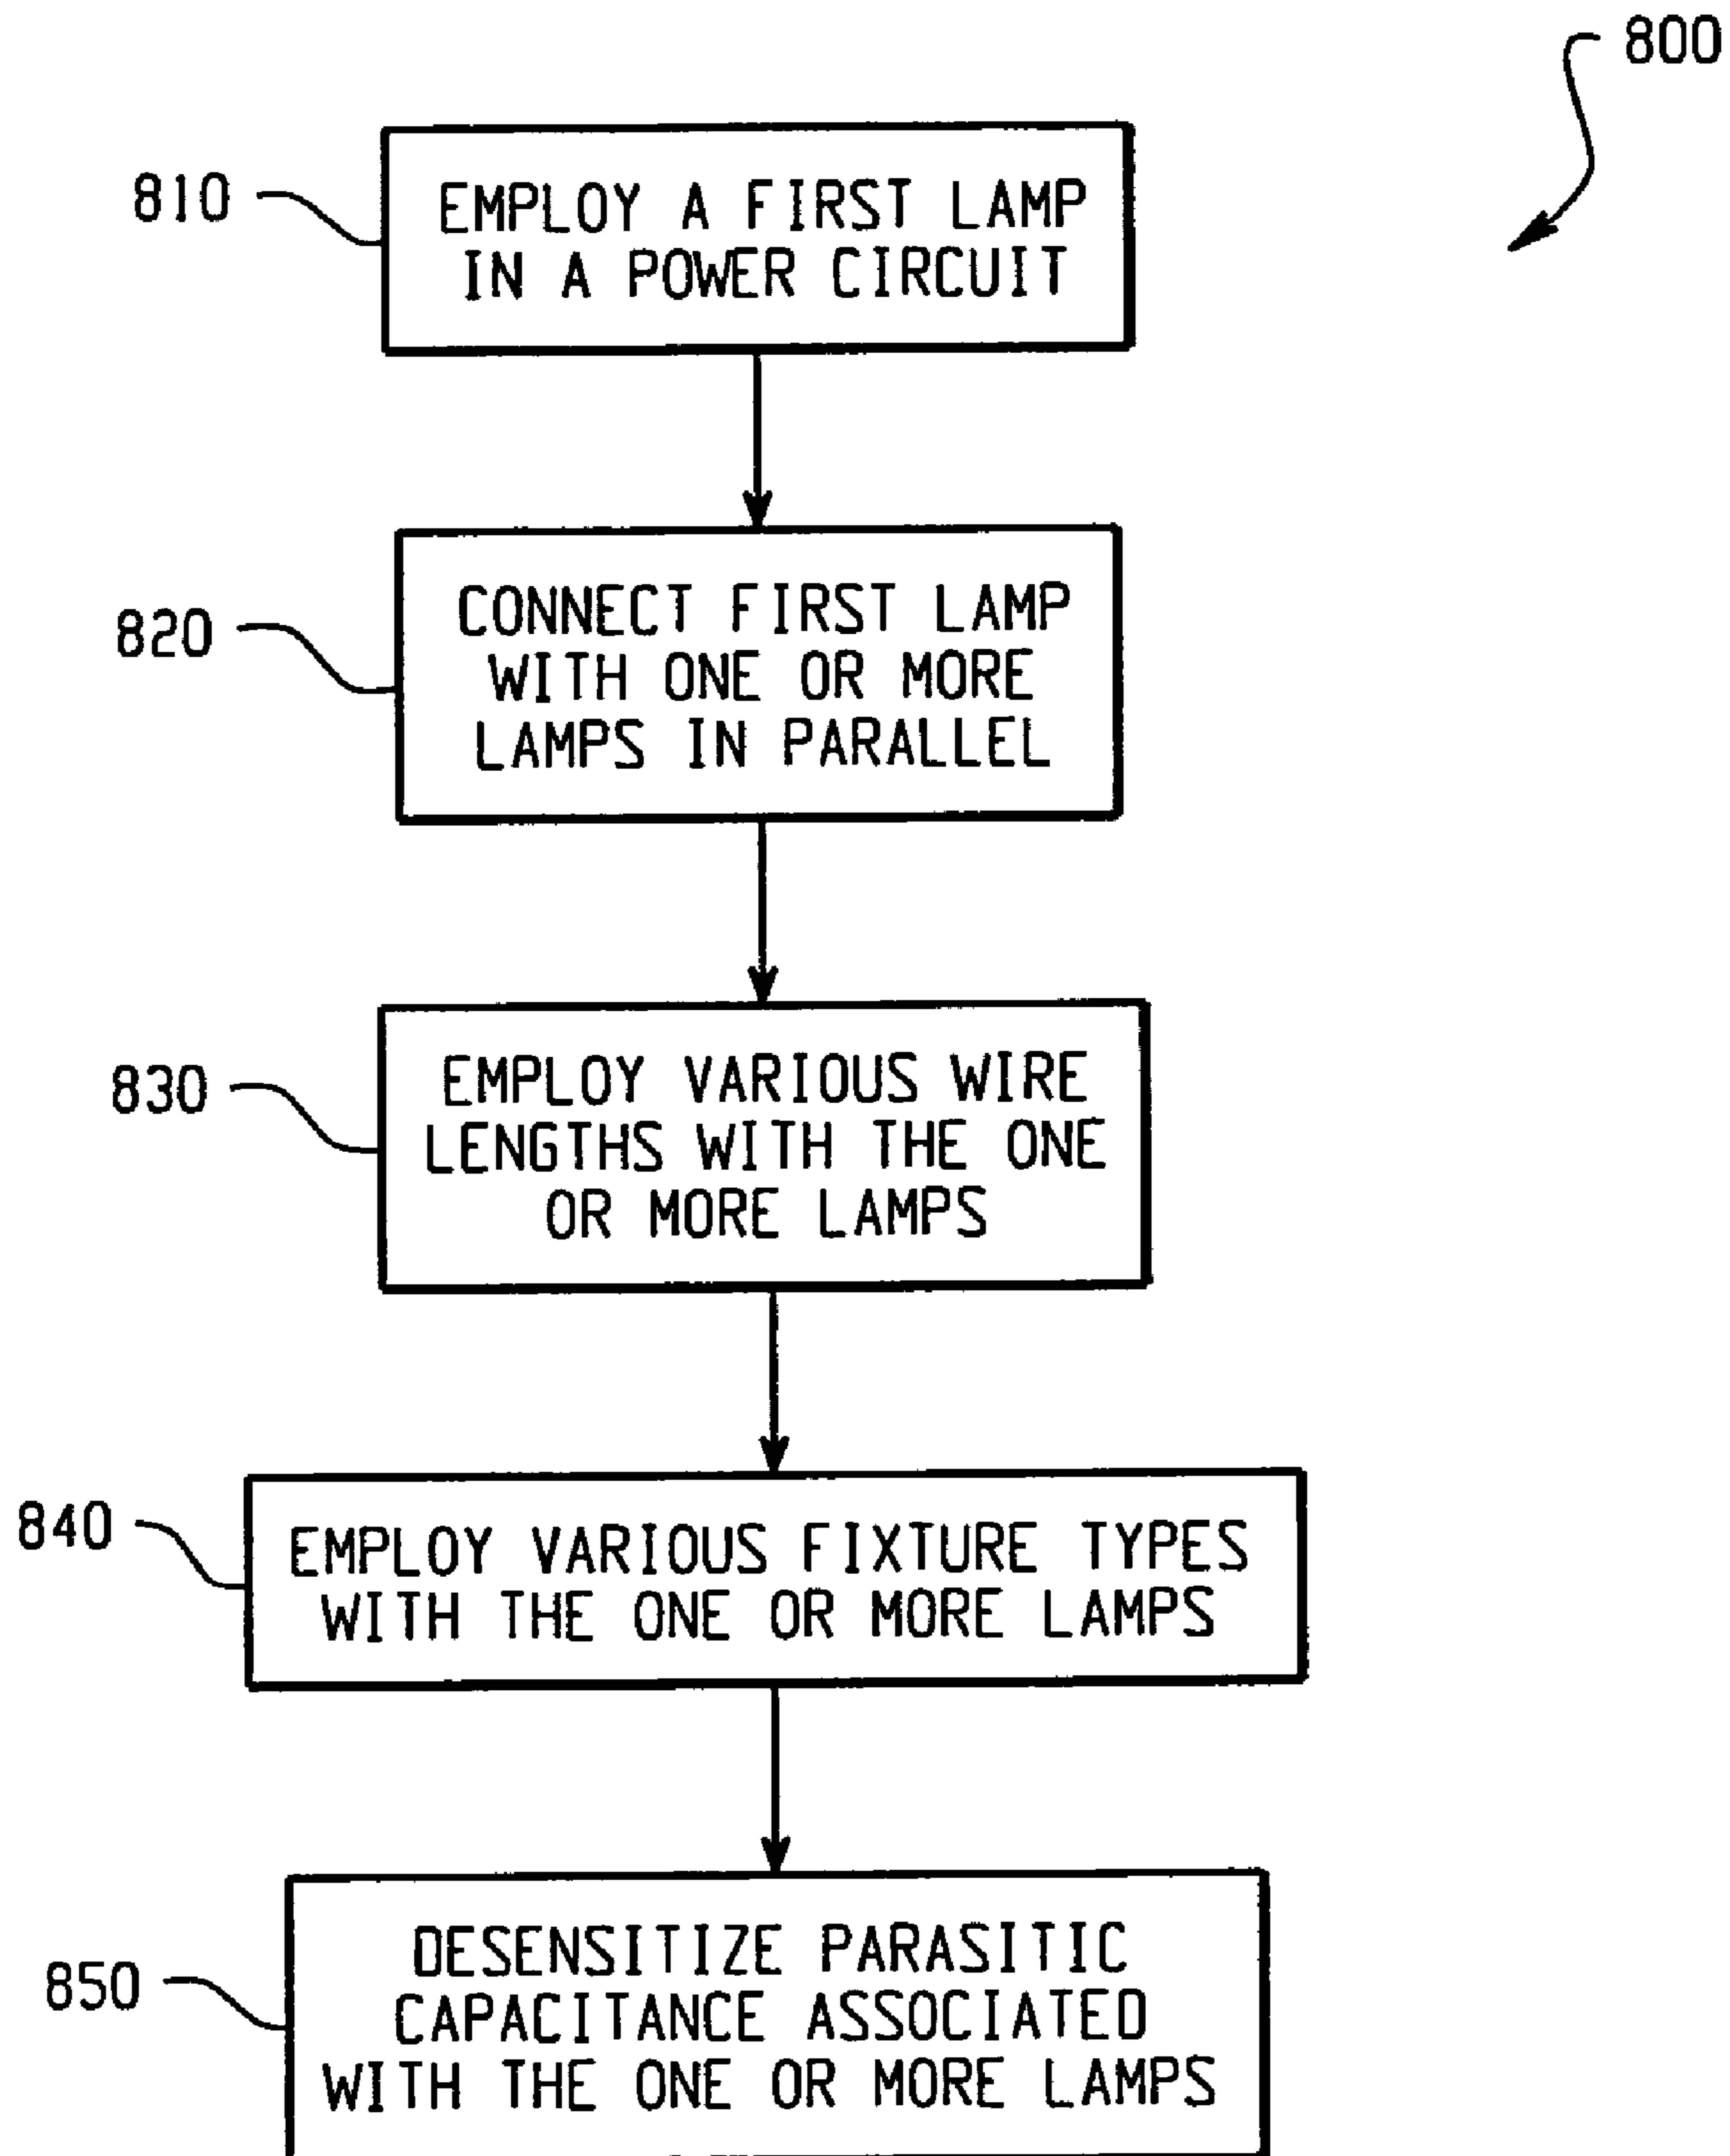 800
810
EMPLOY A FIRST LAMP
IN A POWER CIRCUIT
820
CONNECT FIRST LAMP
WITH ONE OR MORE
LAMPS IN PARALLEL
830
EMPLOY VARIOUS WIRE
LENGTHS WITH THE ONE
OR MORE LAMPS
840
EMPLOY VARIOUS FIXTURE TYPES
WITH THE ONE OR MORE LAMPS
850
DESENSITIZE PARASITIC
CAPACITANCE ASSOCIATED
WITH THE ONE OR MORE LAMPS